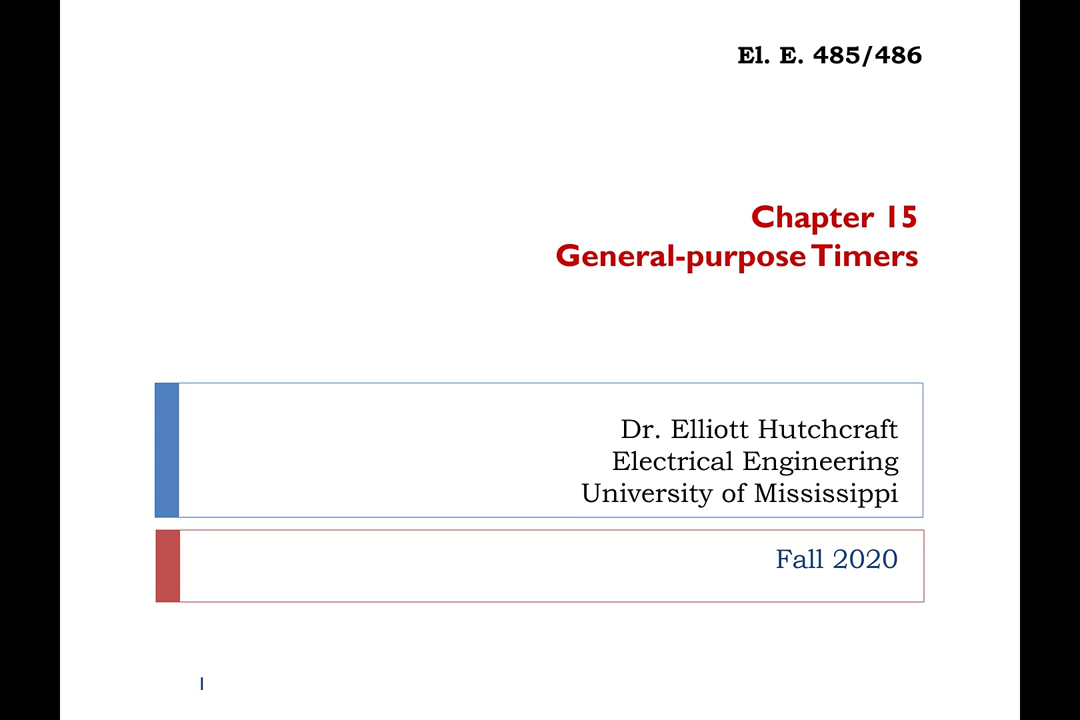 El. E. 485/486
Chapter 15
General-purpose Timers
Dr. Elliott Hutchcraft
Electrical Engineering
University of Mississippi
Fall 2020
1